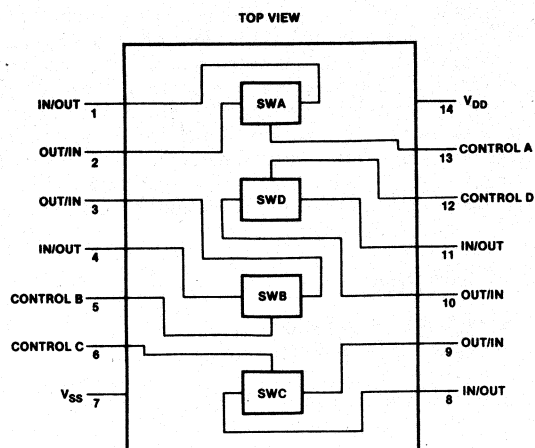 TOP VIEW
IN/OUT 1
OUT/IN 2
OUT/IN 3
IN/OUT 4
CONTROL B 5
CONTROL C 6
VSS 7
SWA
SWD
SWB
SWC
14 VDD
13 CONTROL A
12 CONTROL D
11 IN/OUT
10 OUT/IN
9 OUT/IN
8 IN/OUT